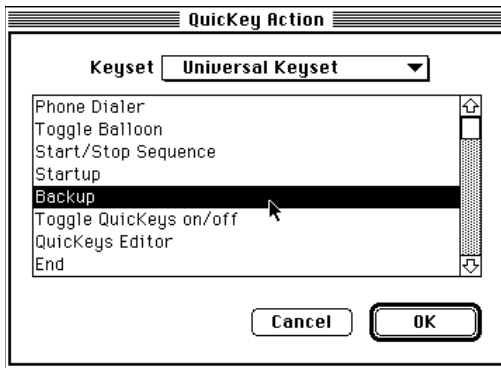 QuicKey Action
Keyset Universal Keyset
Phone Dialer
Toggle Balloon
Start/Stop Sequence
Startup
Backup
Toggle QuicKeys on/off
QuicKeys Editor
End
Cancel OK